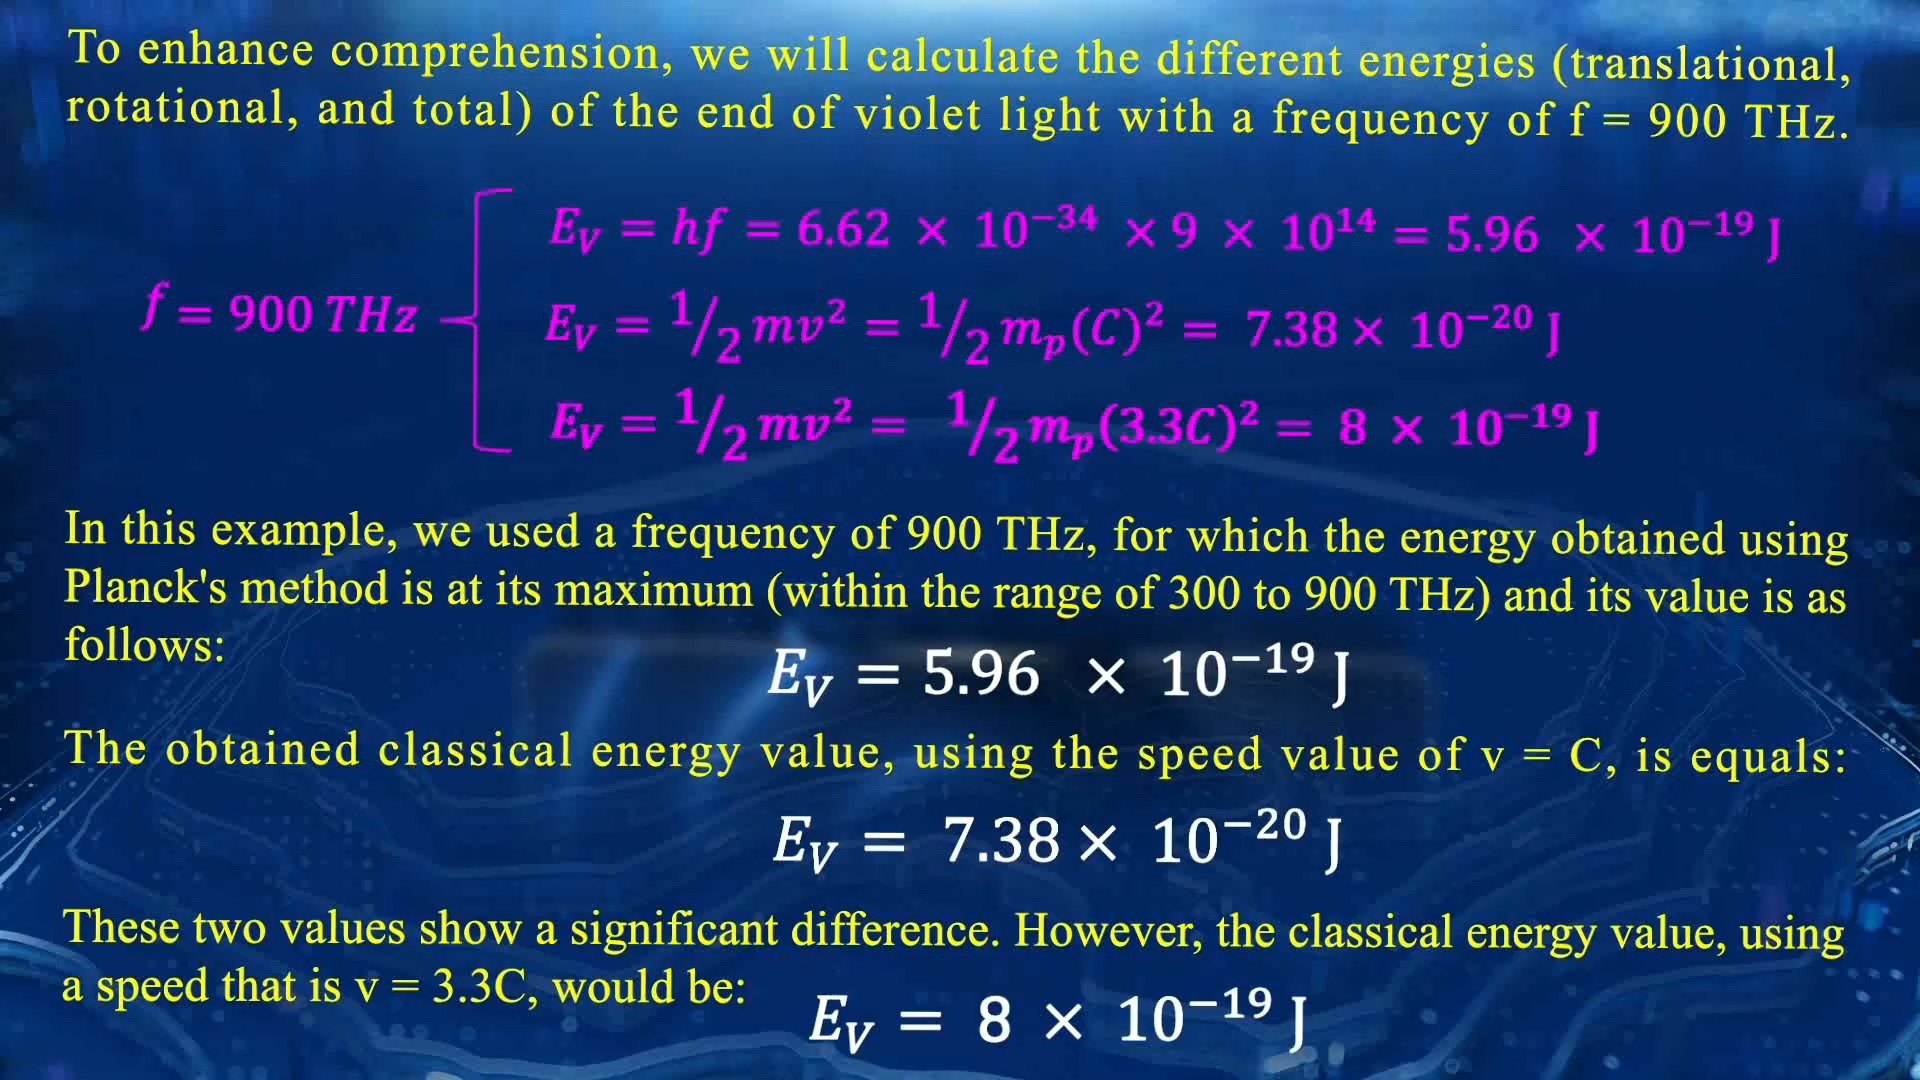 To enhance comprehension, we will calculate the different energies (translational,
rotational, and total) of the end of violet light with a frequency of f = 900 THz.
E_V = hf = 6.62 × 10⁻³⁴ × 9 × 10¹⁴ = 5.96 × 10⁻¹⁹ J
f = 900 THz
E_V = 1/2 mv² = 1/2 m_p(C)² = 7.38 × 10⁻²⁰ J
E_V = 1/2 mv² = 1/2 m_p(3.3C)² = 8 × 10⁻¹⁹ J
In this example, we used a frequency of 900 THz, for which the energy obtained using
Planck's method is at its maximum (within the range of 300 to 900 THz) and its value is as
follows:
E_V = 5.96 × 10⁻¹⁹ J
The obtained classical energy value, using the speed value of v = C, is equals:
E_V = 7.38 × 10⁻²⁰ J
These two values show a significant difference. However, the classical energy value, using
a speed that is v = 3.3C, would be:
E_V = 8 × 10⁻¹⁹ J